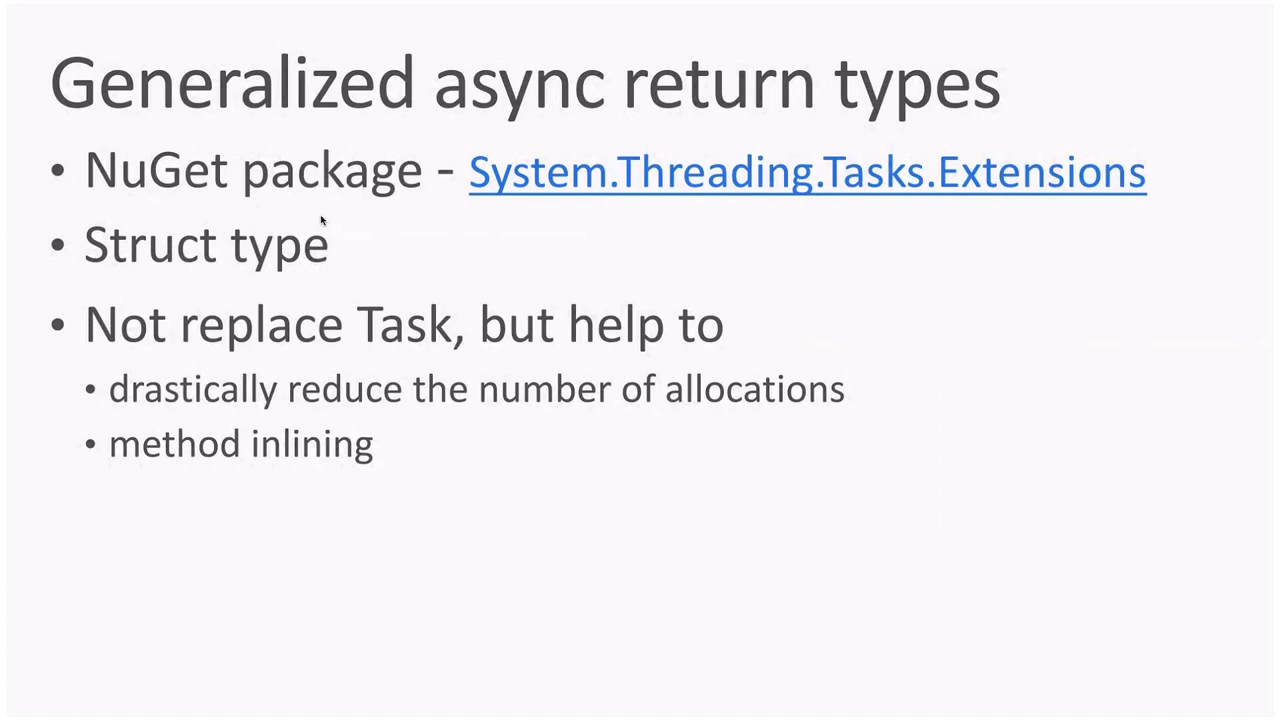 Generalized async return types
• NuGet package - System.Threading.Tasks.Extensions
• Struct type
• Not replace Task, but help to
• drastically reduce the number of allocations
• method inlining